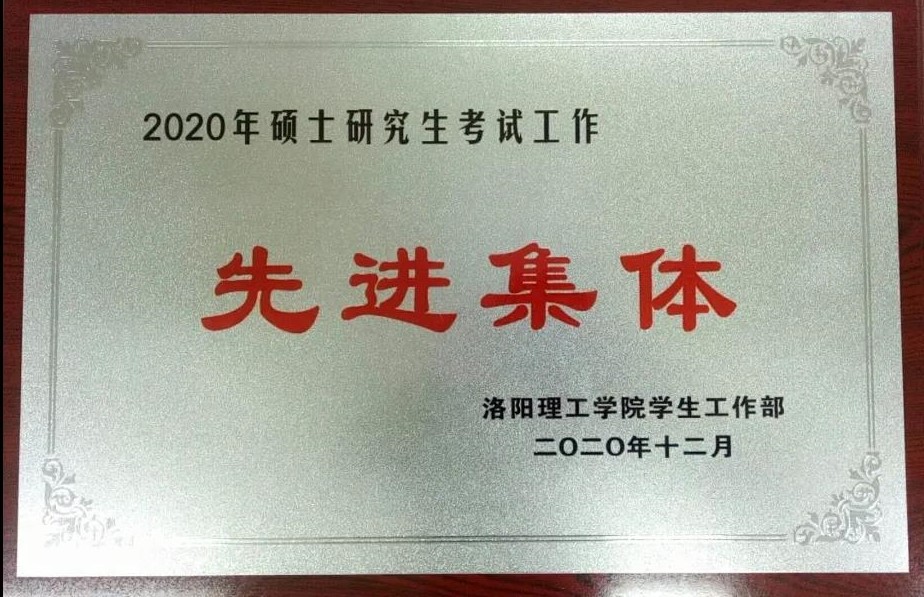 2020年硕士研究生考试工作
先进集体
洛阳理工学院学生工作部
二〇二〇年十二月